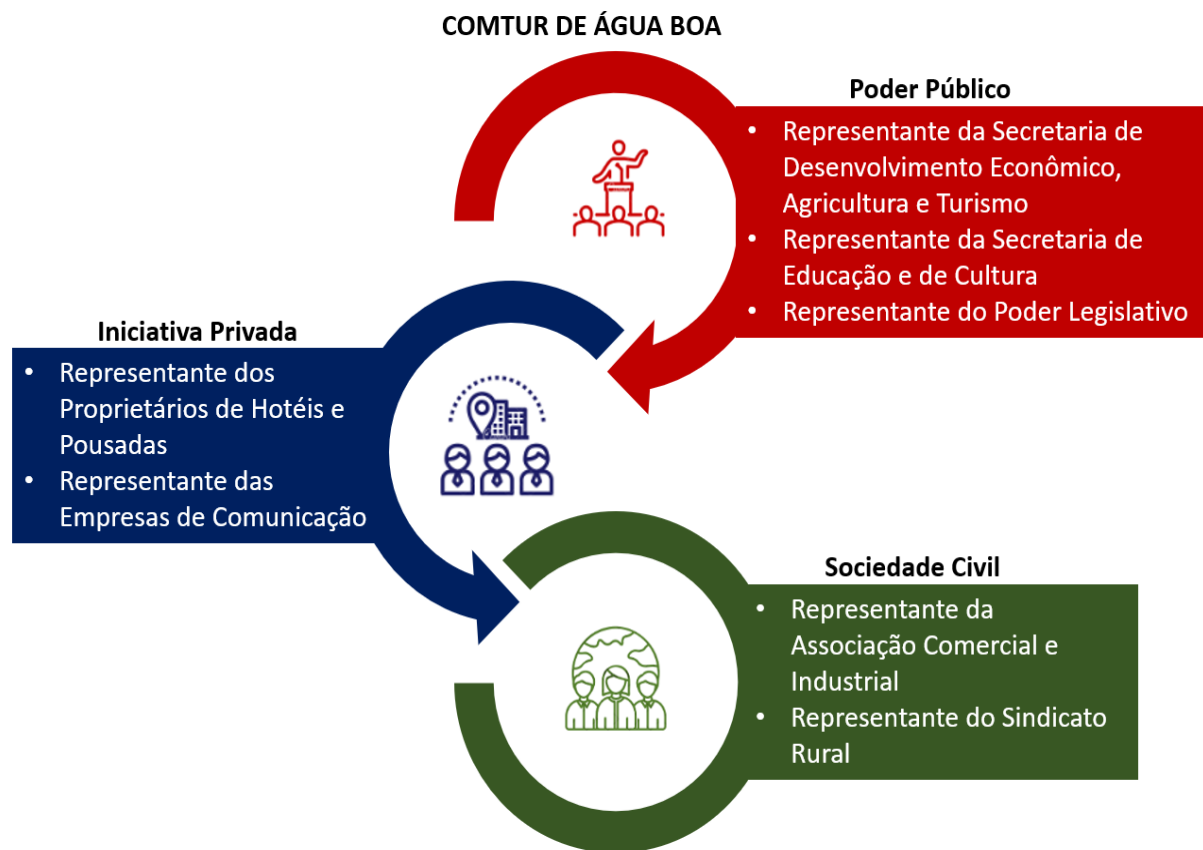 COMTUR DE ÁGUA BOA
Poder Público
• Representante da Secretaria de
Desenvolvimento Econômico,
Agricultura e Turismo
• Representante da Secretaria de
Educação e de Cultura
• Representante do Poder Legislativo
Iniciativa Privada
• Representante dos
Proprietários de Hotéis e
Pousadas
• Representante das
Empresas de Comunicação
Sociedade Civil
• Representante da
Associação Comercial e
Industrial
• Representante do Sindicato
Rural